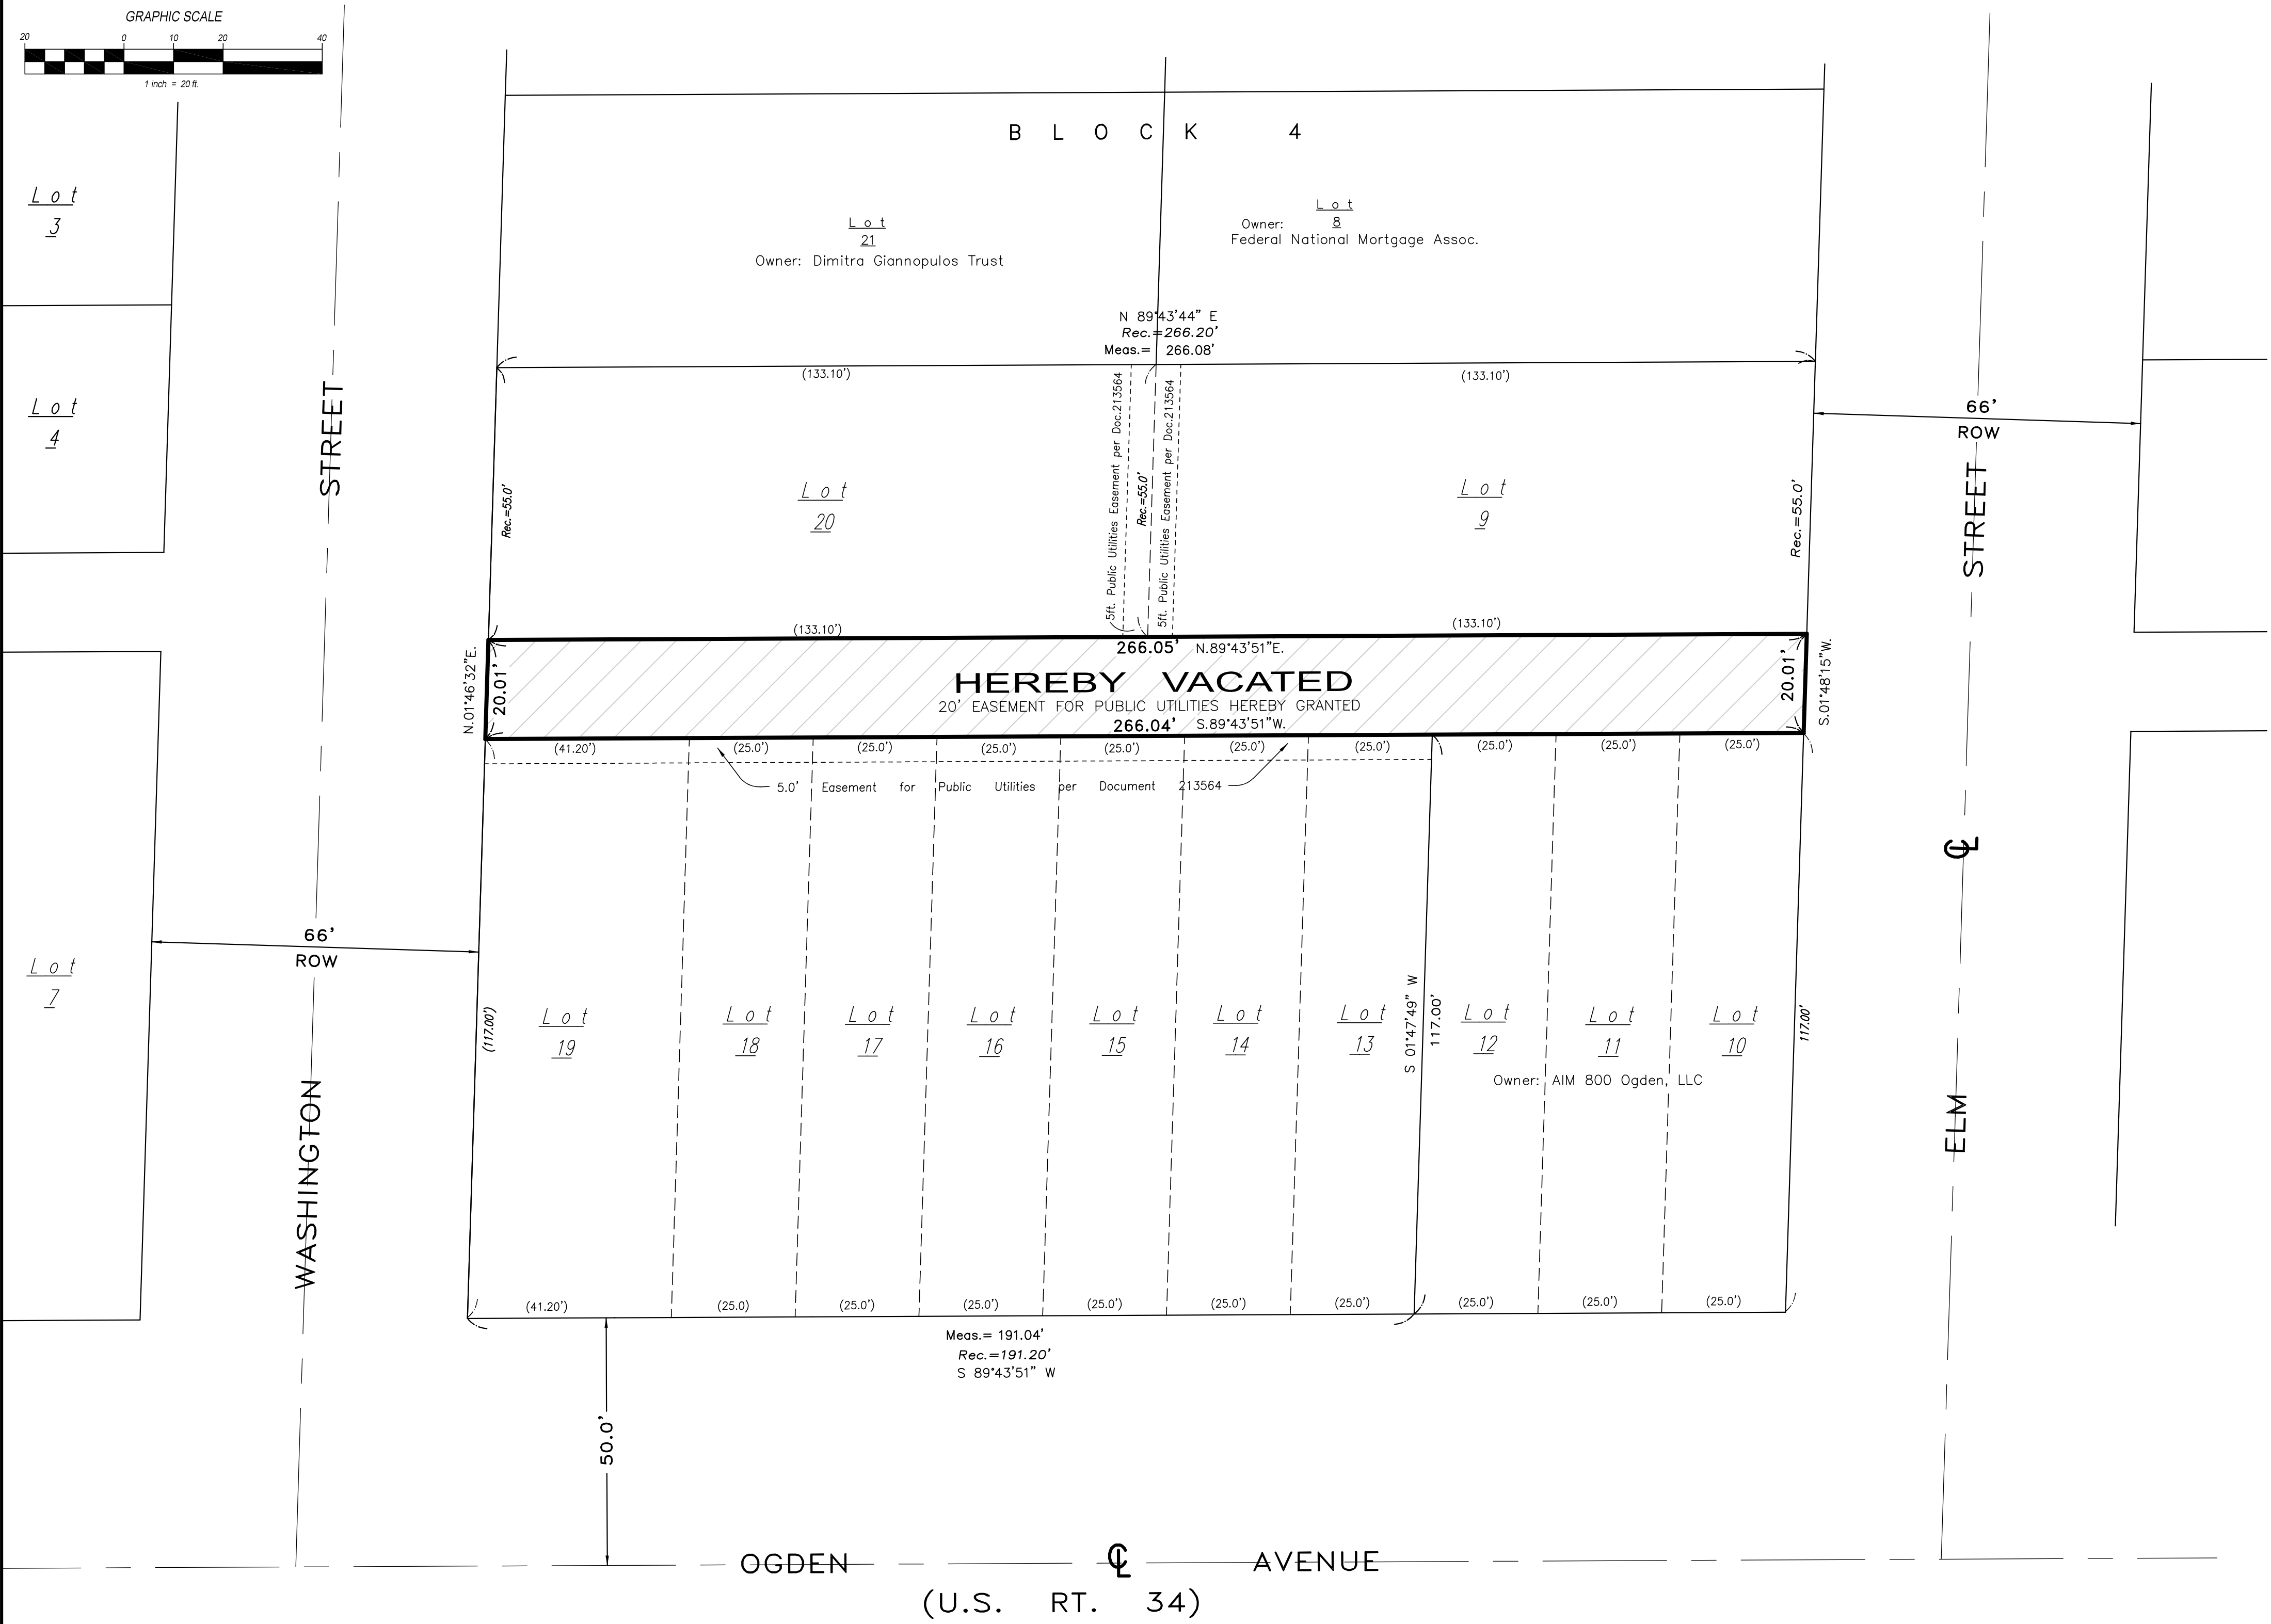 GRAPHIC SCALE
20 0 10 20 40
1 inch = 20 ft.
BLOCK 4
Lot
3
Lot
21
Owner: Dimitra Giannopulos Trust
Lot
Owner: 8
Federal National Mortgage Assoc.
N 89°43'44" E
Rec.=266.20'
Meas.= 266.08'
(133.10')
(133.10')
Lot
4
STREET
66'
ROW
Rec.=55.0'
Lot
20
5ft. Public Utilities Easement per Doc.213564
Rec.=55.0'
5ft. Public Utilities Easement per Doc.213564
Lot
9
Rec.=55.0'
STREET
(133.10')
(133.10')
N.01°46'32"E.
20.01'
266.05' N.89°43'51"E.
HEREBY VACATED
20' EASEMENT FOR PUBLIC UTILITIES HEREBY GRANTED
266.04' S.89°43'51"W.
20.01'
S.01°48'15"W.
(41.20') (25.0') (25.0') (25.0') (25.0') (25.0') (25.0') (25.0') (25.0') (25.0')
5.0' Easement for Public Utilities per Document 213564
CL
66'
ROW
Lot
7
(117.00')
Lot
19
Lot
18
Lot
17
Lot
16
Lot
15
Lot
14
Lot
13
S 01°47'49" W
117.00'
Lot
12
Lot
11
Lot
10
Owner: AIM 800 Ogden, LLC
117.00'
WASHINGTON
ELM
(41.20') (25.0) (25.0') (25.0') (25.0') (25.0') (25.0') (25.0') (25.0') (25.0')
Meas.= 191.04'
Rec.=191.20'
S 89°43'51" W
50.0'
OGDEN CL AVENUE
(U.S. RT. 34)